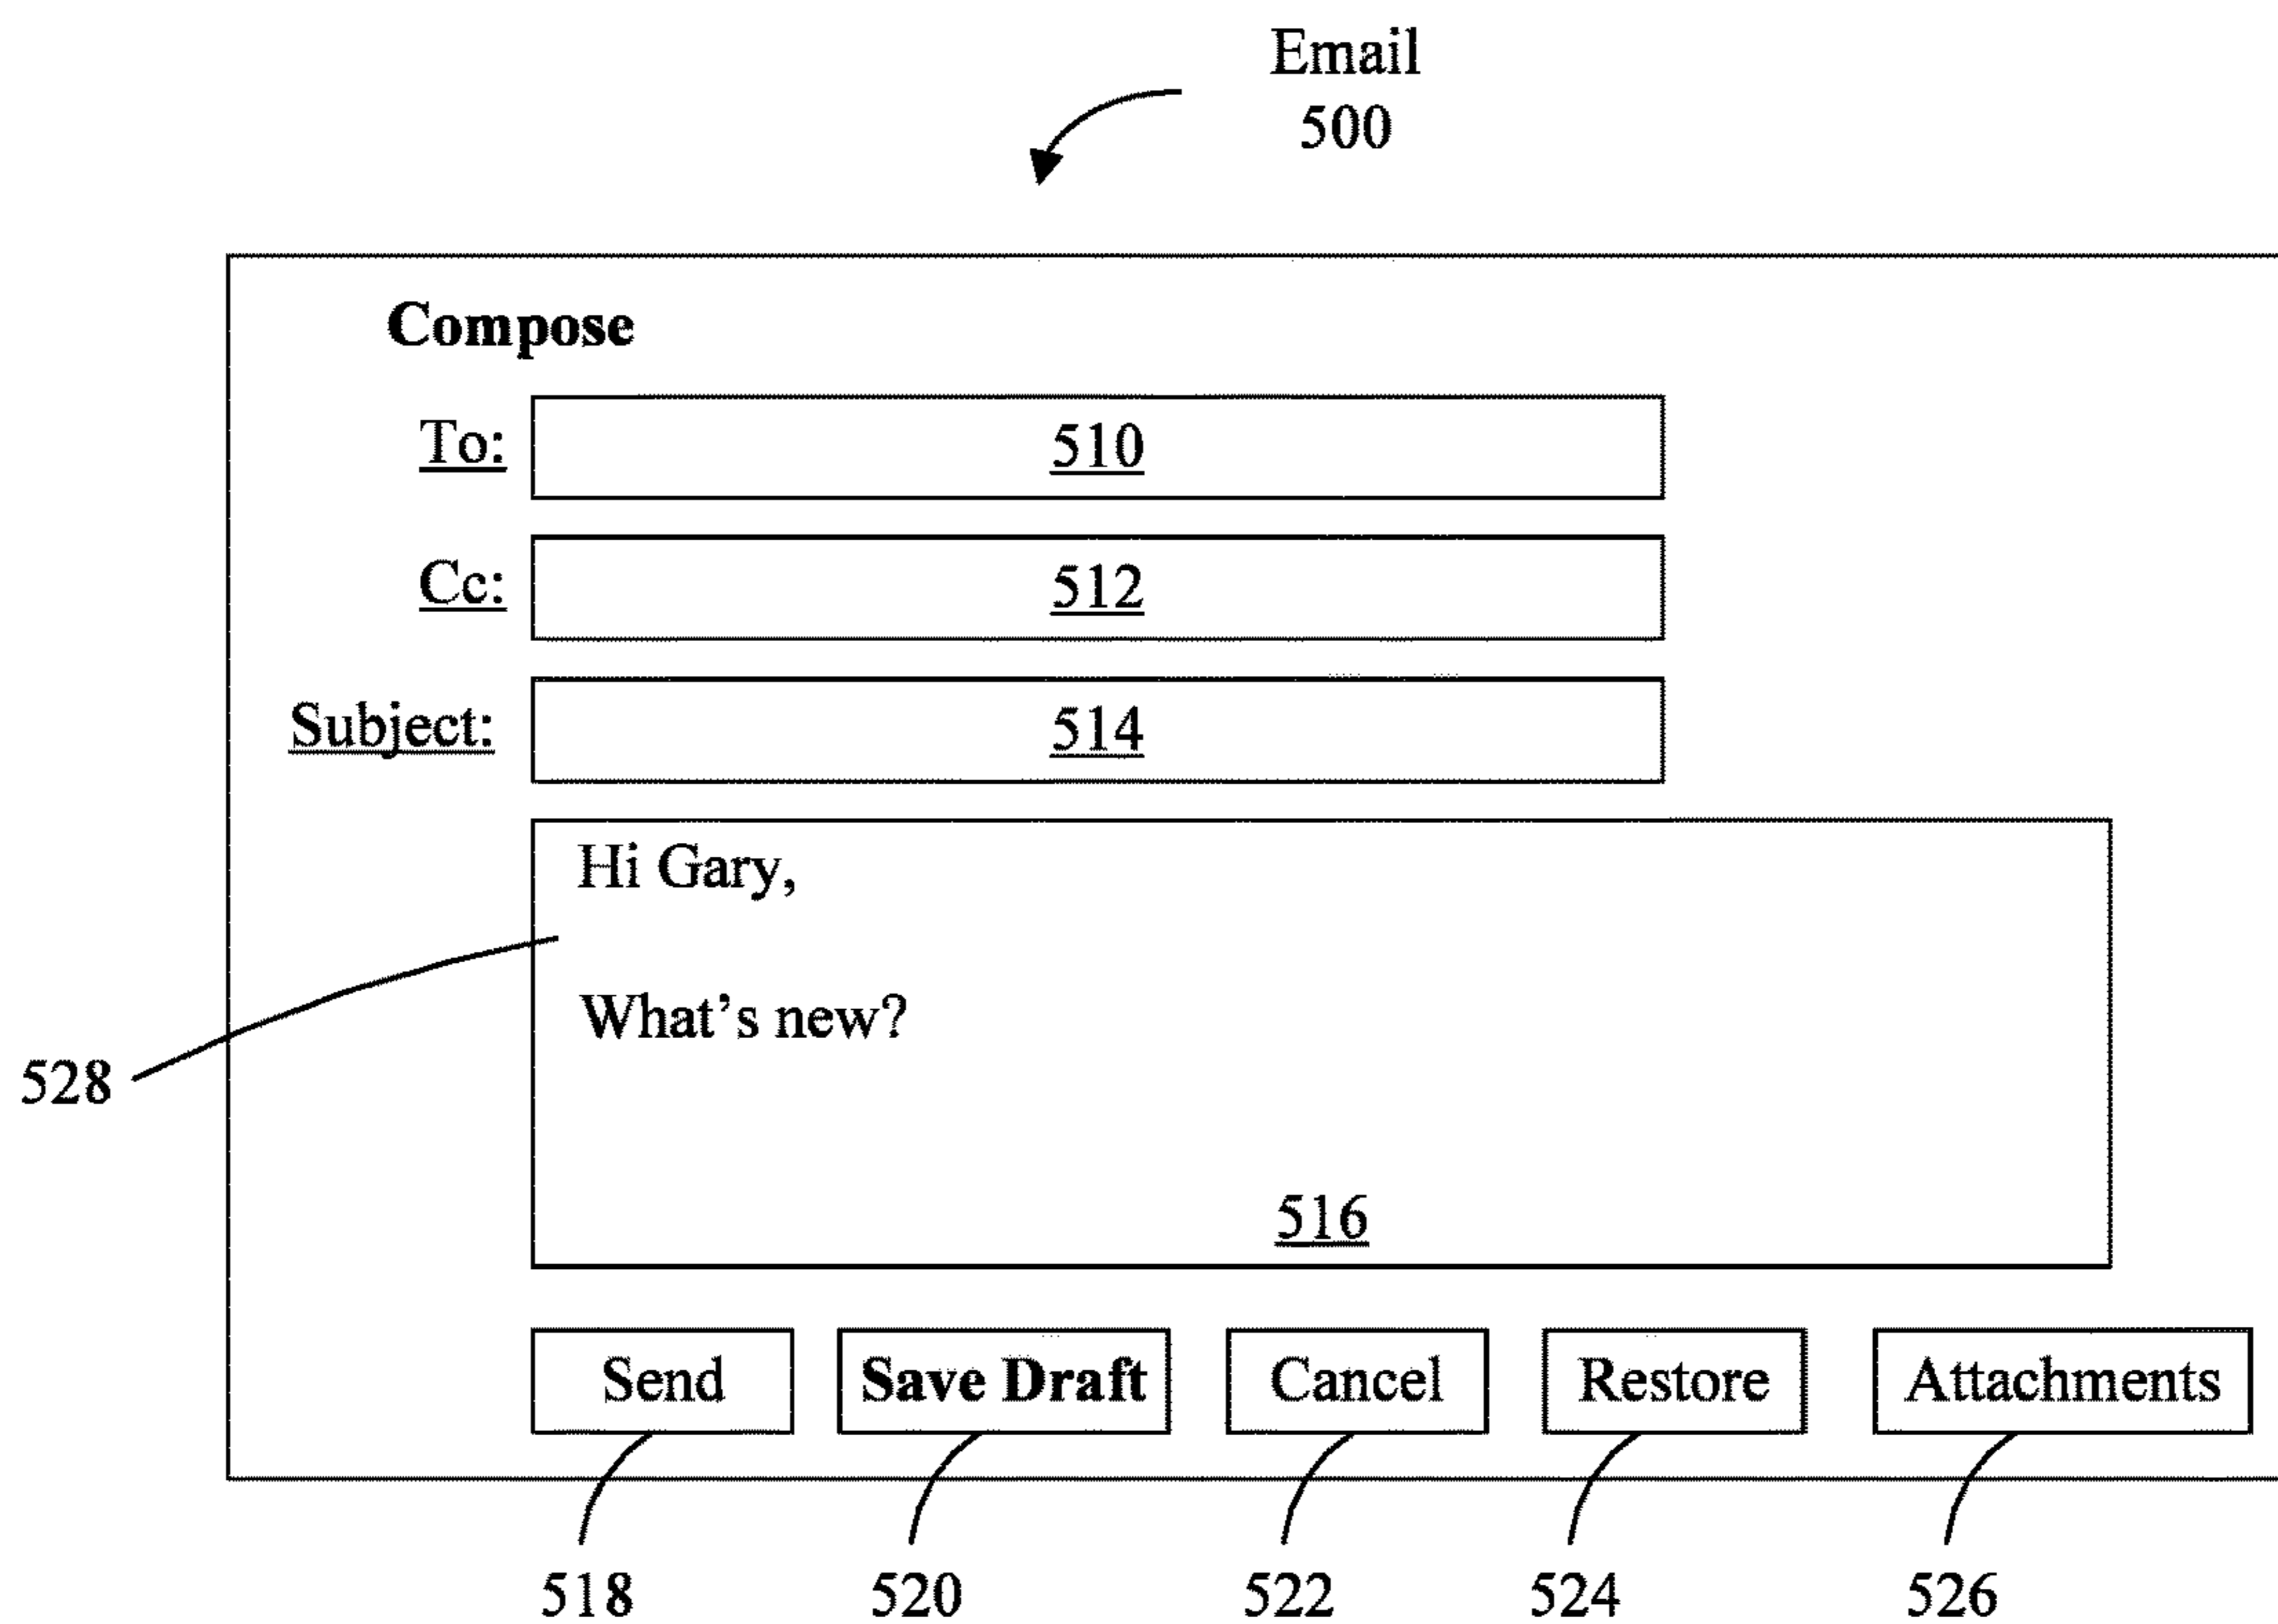 Email
500
Compose
To: 510
Cc: 512
Subject: 514
Hi Gary,
What's new?
528
516
Send Save Draft Cancel Restore Attachments
518 520 522 524 526